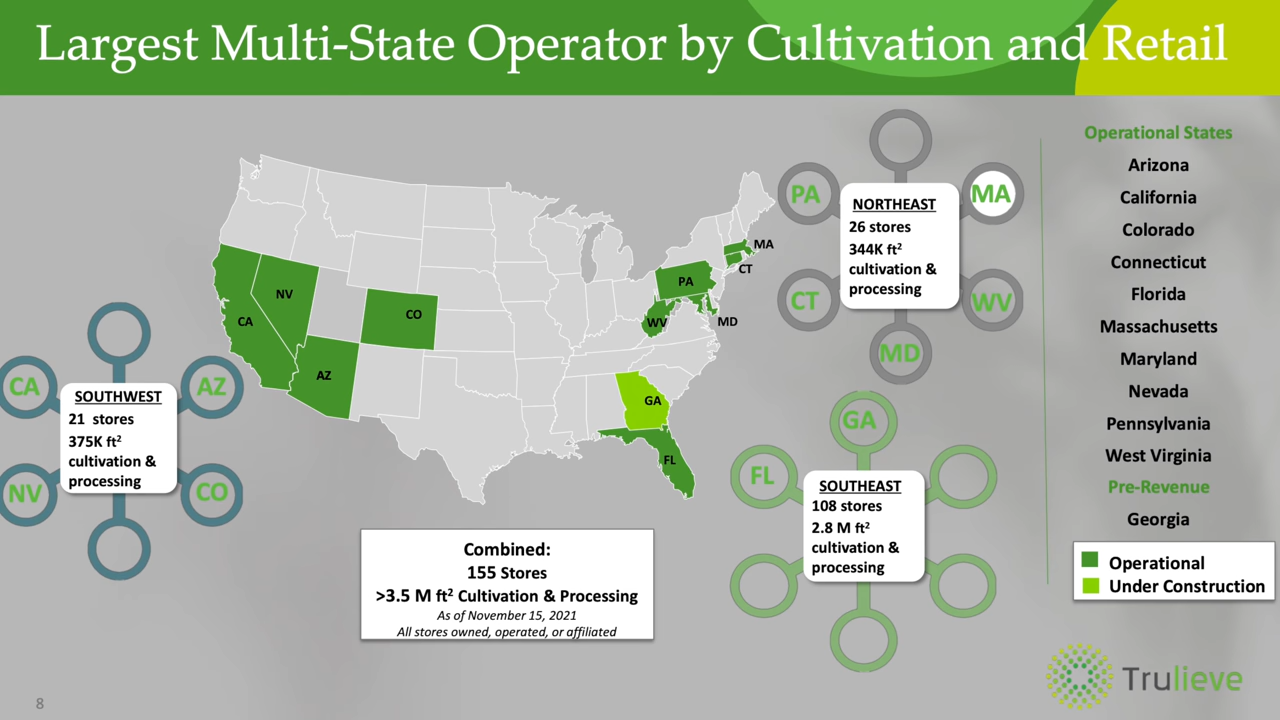 Largest Multi-State Operator by Cultivation and Retail
CA
AZ
NV
CO
SOUTHWEST
21 stores
375K ft²
cultivation &
processing
CA
NV
AZ
CO
PA
WV
MA
CT
MD
GA
FL
Combined:
155 Stores
>3.5 M ft² Cultivation & Processing
As of November 15, 2021
All stores owned, operated, or affiliated
PA
MA
CT
WV
MD
NORTHEAST
26 stores
344K ft²
cultivation &
processing
GA
FL
SOUTHEAST
108 stores
2.8 M ft²
cultivation &
processing
Operational States
Arizona
California
Colorado
Connecticut
Florida
Massachusetts
Maryland
Nevada
Pennsylvania
West Virginia
Pre-Revenue
Georgia
Operational
Under Construction
Trulieve
8